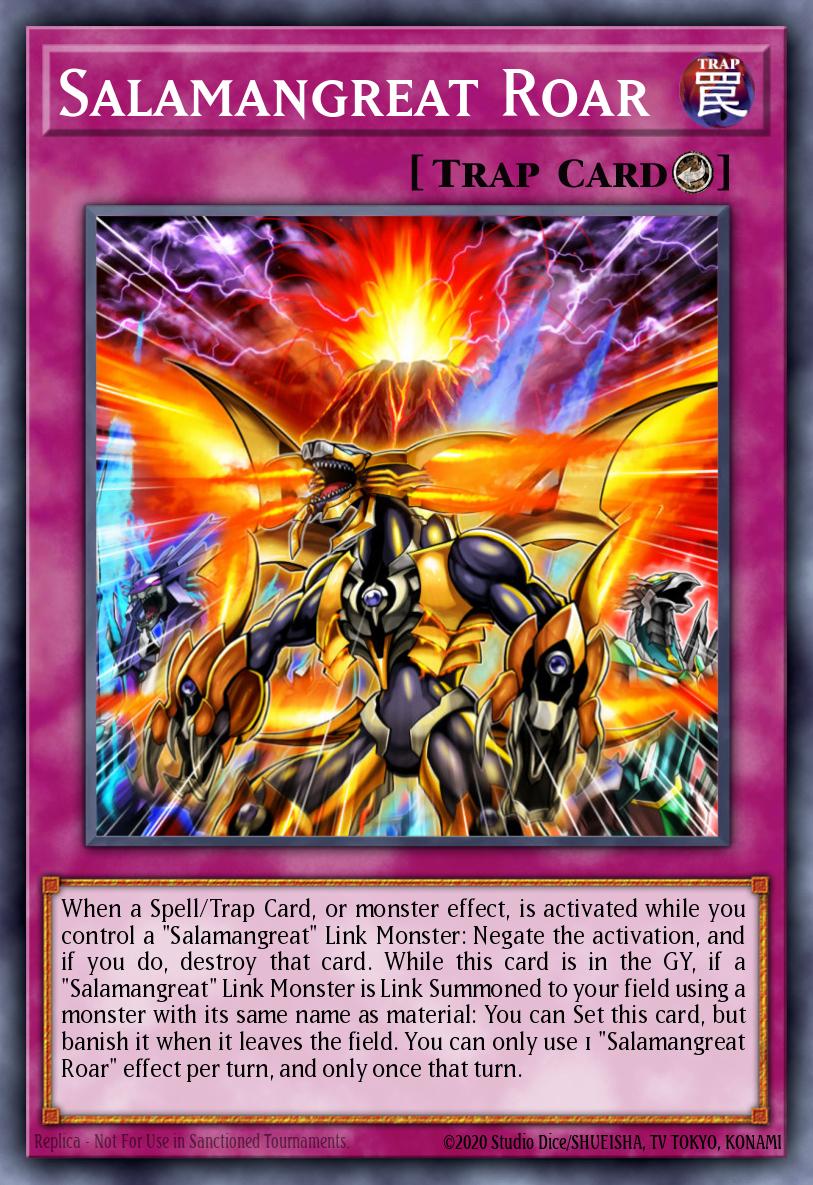 Salamangreat Roar
TRAP
罠
[Trap Card]
When a Spell/Trap Card, or monster effect, is activated while you
control a "Salamangreat" Link Monster: Negate the activation, and
if you do, destroy that card. While this card is in the GY, if a
"Salamangreat" Link Monster is Link Summoned to your field using a
monster with its same name as material: You can Set this card, but
banish it when it leaves the field. You can only use 1 "Salamangreat
Roar" effect per turn, and only once that turn.
Replica - Not For Use in Sanctioned Tournaments.
©2020 Studio Dice/SHUEISHA, TV TOKYO, KONAMI